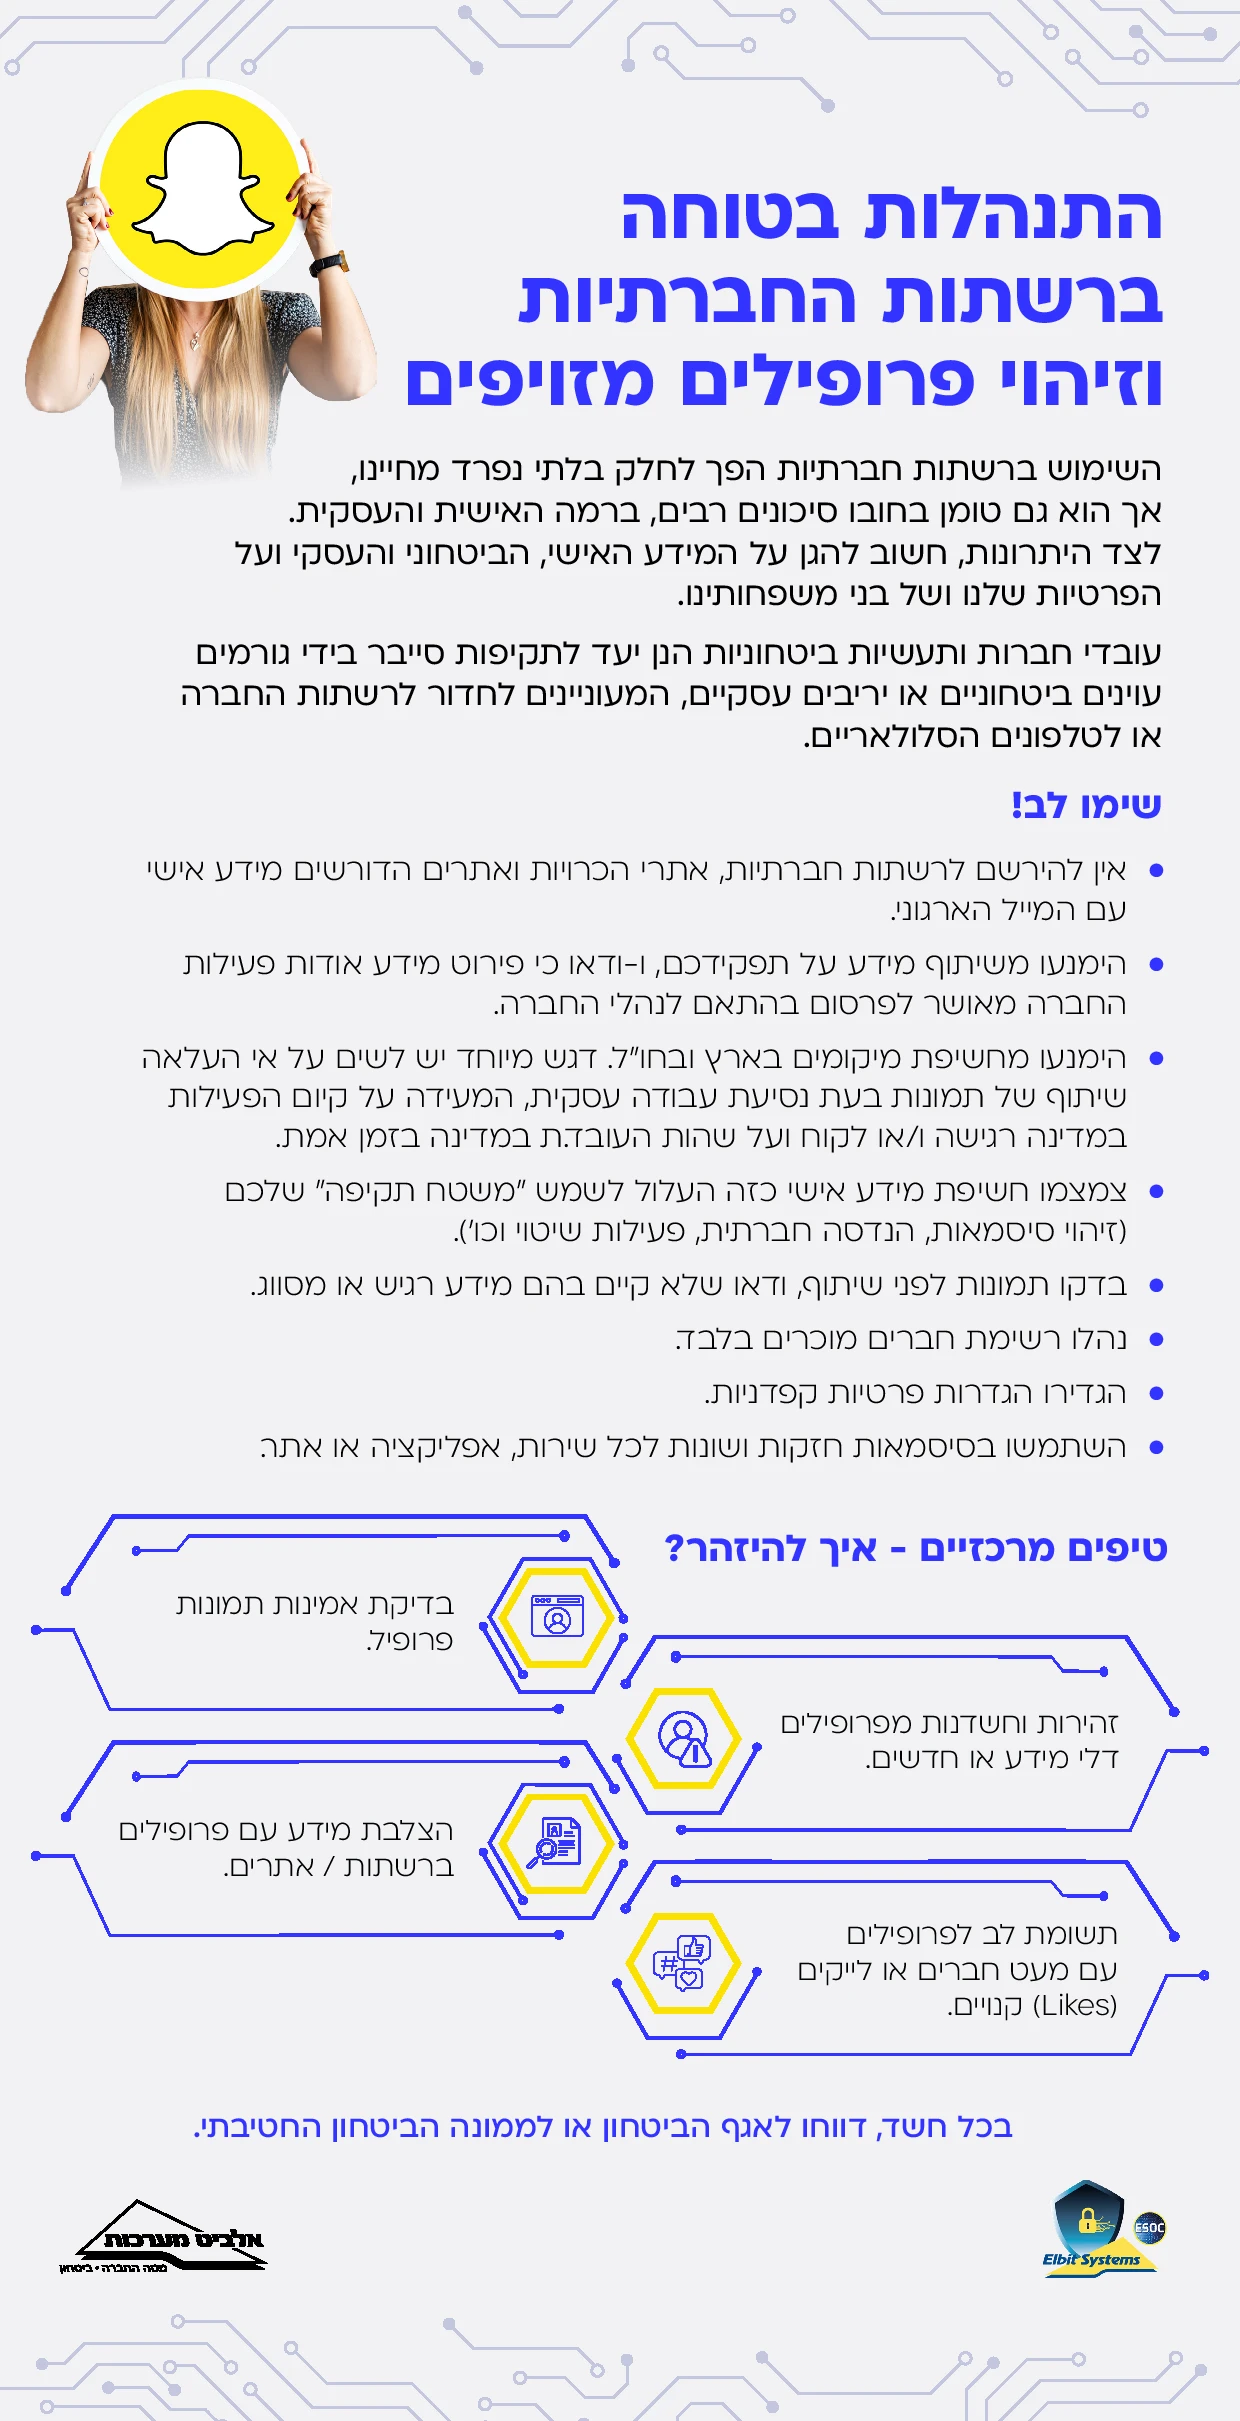 התנהלות בטוחה
ברשתות החברתיות
וזיהוי פרופילים מזויפים
השימוש ברשתות חברתיות הפך לחלק בלתי נפרד מחיינו,
אך הוא גם טומן בחובו סיכונים רבים, ברמה האישית והעסקית.
לצד היתרונות, חשוב להגן על המידע האישי, הביטחוני והעסקי ועל
הפרטיות שלנו ושל בני משפחותינו.
עובדי חברות ותעשיות ביטחוניות הנן יעד לתקיפות סייבר בידי גורמים
עוינים ביטחוניים או יריבים עסקיים, המעוניינים לחדור לרשתות החברה
או לטלפונים הסלולאריים.
שימו לב!
• אין להירשם לרשתות חברתיות, אתרי הכרויות ואתרים הדורשים מידע אישי
עם המייל הארגוני.
• הימנעו משיתוף מידע על תפקידכם, ו-ודאו כי פירוט מידע אודות פעילות
החברה מאושר לפרסום בהתאם לנהלי החברה.
• הימנעו מחשיפת מיקומים בארץ ובחו"ל. דגש מיוחד יש לשים על אי העלאה
שיתוף של תמונות בעת נסיעת עבודה עסקית, המעידה על קיום הפעילות
במדינה רגישה ו/או לקוח ועל שהות העובד.ת במדינה בזמן אמת.
• צמצמו חשיפת מידע אישי כזה העלול לשמש "משטח תקיפה" שלכם
(זיהוי סיסמאות, הנדסה חברתית, פעילות שיטוי וכו').
• בדקו תמונות לפני שיתוף, ודאו שלא קיים בהם מידע רגיש או מסווג.
• נהלו רשימת חברים מוכרים בלבד.
• הגדירו הגדרות פרטיות קפדניות.
• השתמשו בסיסמאות חזקות ושונות לכל שירות, אפליקציה או אתר.
טיפים מרכזיים - איך להיזהר?
בדיקת אמינות תמונות
פרופיל.
זהירות וחשדנות מפרופילים
דלי מידע או חדשים.
הצלבת מידע עם פרופילים
ברשתות / אתרים.
תשומת לב לפרופילים
עם מעט חברים או לייקים
(Likes) קנויים.
בכל חשד, דווחו לאגף הביטחון או לממונה הביטחון החטיבתי.
ESOC
Elbit Systems
אלביט מערכות
מטה החברה • ביטחון